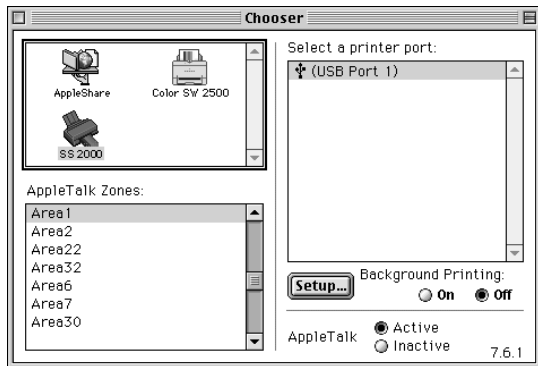 Chooser
AppleShare
Color SW 2500
SS 2000
AppleTalk Zones:
Area1
Area2
Area22
Area32
Area6
Area7
Area30
Select a printer port:
(USB Port 1)
Setup...
Background Printing:
On Off
AppleTalk
Active
Inactive
7.6.1